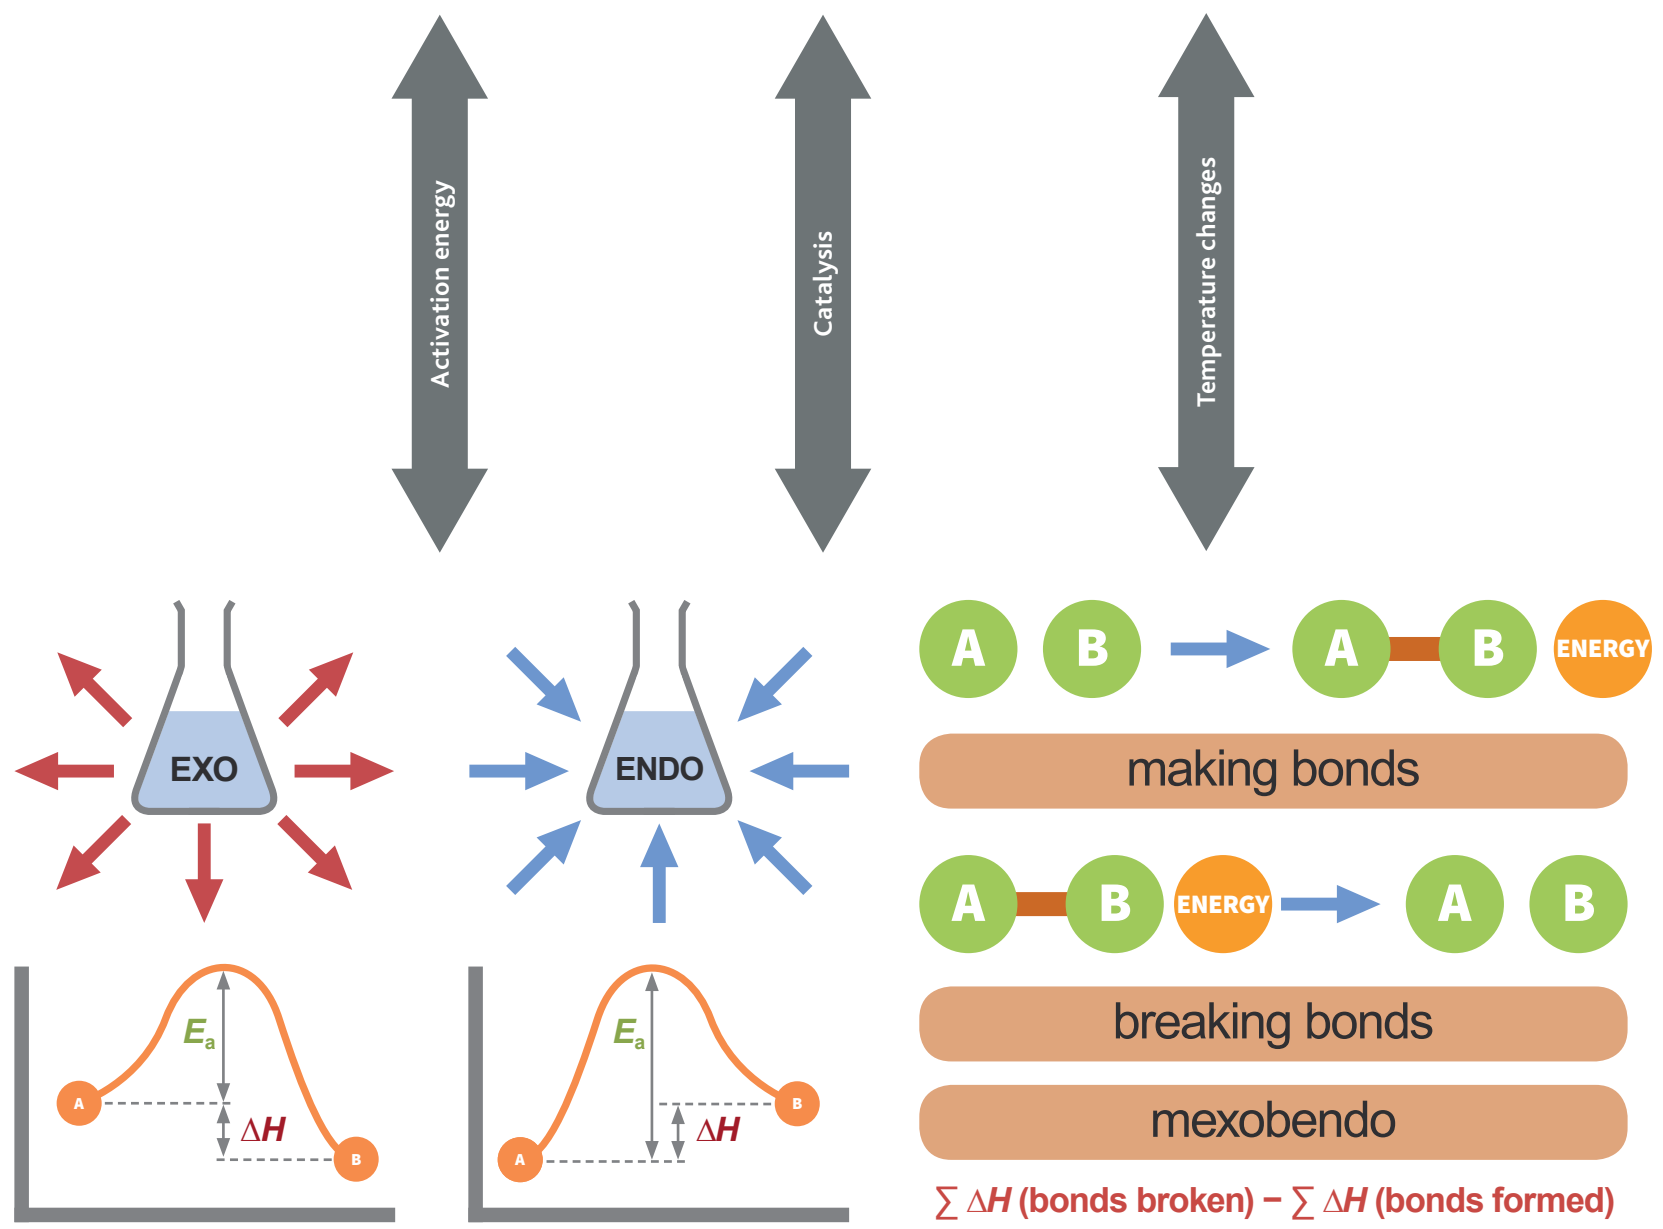 Activation energy
Catalysis
Temperature changes
EXO
ENDO
A B A B ENERGY
making bonds
A B ENERGY A B
breaking bonds
mexobendo
∑ ΔH (bonds broken) – ∑ ΔH (bonds formed)
Ea
A
ΔH
B
Ea
B
ΔH
A